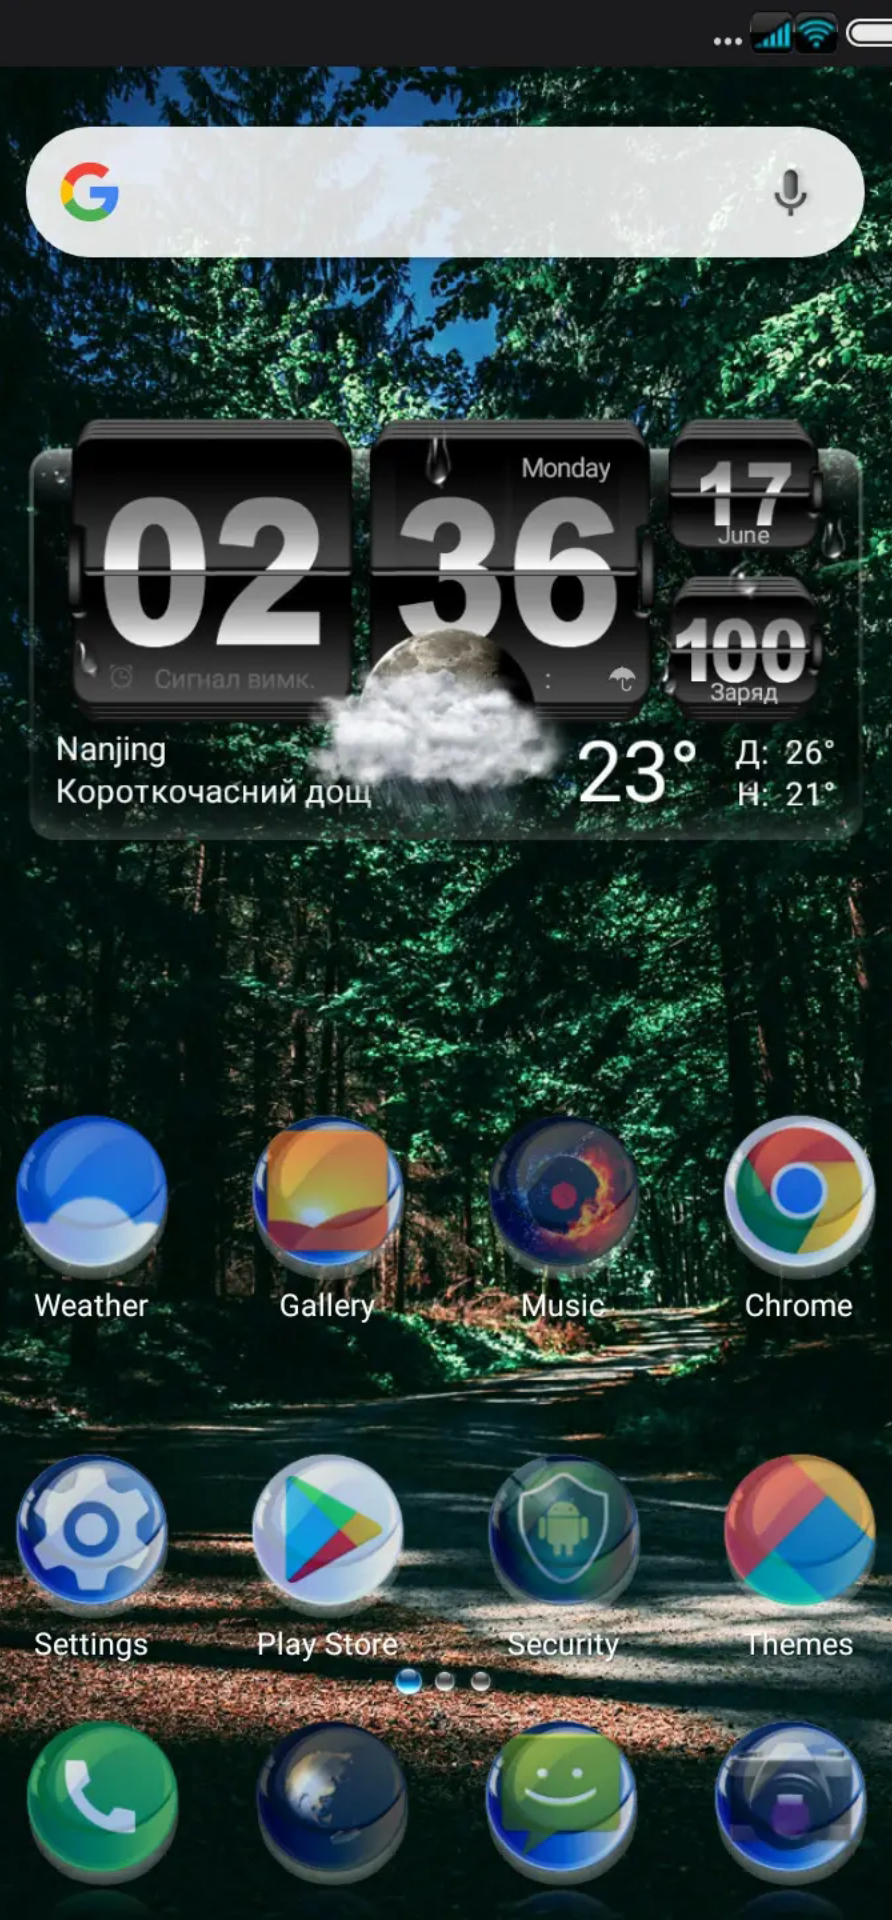 Monday
02 36
17
June
100
Заряд
Сигнал вимк. :
Nanjing
Короткочасний дощ
23°
Д: 26°
Н: 21°
Weather Gallery Music Chrome
Settings Play Store Security Themes